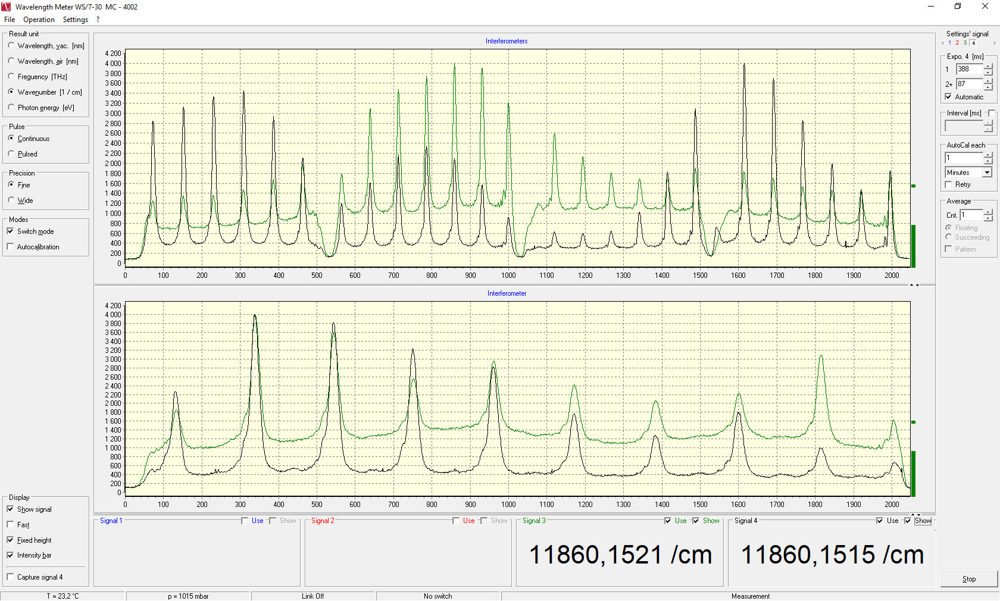 Wavelength Meter WS/7-30  MC - 4002
File Operation Settings ?
Result unit
Wavelength, vac. [nm]
Wavelength, air [nm]
Frequency [THz]
Wavenumber [1 / cm]
Photon energy [eV]
Pulse
Continuous
Pulsed
Precision
Fine
Wide
Modes
Switch mode
Autocalibration
Display
Show signal
Fast
Fixed height
Intensity bar
Capture signal 4
Interferometers
4 200
4 000
3 800
3 600
3 400
3 200
3 000
2 800
2 600
2 400
2 200
2 000
1 800
1 600
1 400
1 200
1 000
800
600
400
200
0
0 100 200 300 400 500 600 700 800 900 1000 1100 1200 1300 1400 1500 1600 1700 1800 1900 2000
Interferometer
4 200
4 000
3 800
3 600
3 400
3 200
3 000
2 800
2 600
2 400
2 200
2 000
1 800
1 600
1 400
1 200
1 000
800
600
400
200
0
0 100 200 300 400 500 600 700 800 900 1000 1100 1200 1300 1400 1500 1600 1700 1800 1900 2000
Signal 1 Use Show
Signal 2 Use Show
Signal 3 Use Show
11860,1521 /cm
Signal 4 Use Show
11860,1515 /cm
Settings' signal
1 2 3 4
Expo. 4 [ms]
1 388
2+ 87
Automatic
Interval [ms]
AutoCal each
1
Minutes
Retry
Average
Cnt. 1
Floating
Succeeding
Pattern
Stop
T = 23,2 °C p = 1015 mbar Link Off No switch Measurement